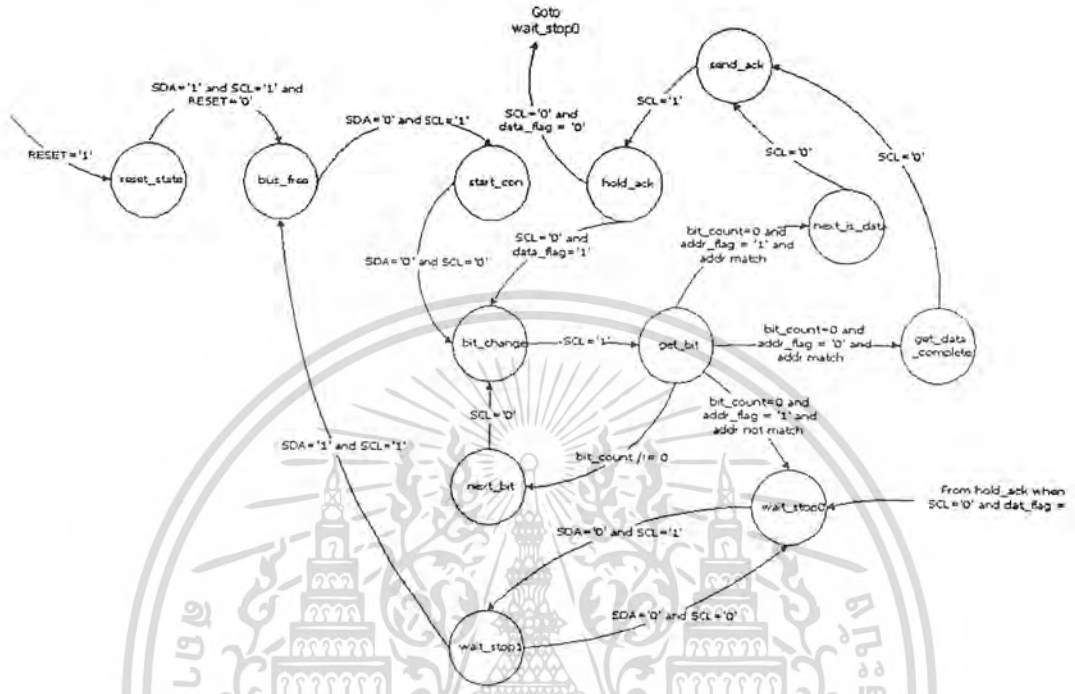 Goto
wait_stop0
send_ack
SDA='1' and SCL='1' and
RESET='0'
SCL='1'
SCL='0' and
data_flag = '0'
SDA='0' and SCL='1'
SCL='0'
SCL='0'
RESET='1'
reset_state
bus_free
start_con
hold_ack
next_is_data
bit_count=0 and
addr_flag = '1' and
addr match
SCL='0' and
data_flag='1'
SDA='0' and SCL='0'
bit_change
SCL='1'
get_bit
bit_count=0 and
addr_flag = '0' and
addr match
get_data
_complete
bit_count=0 and
addr_flag = '1' and
addr not match
SCL='0'
SDA='1' and SCL='1'
bit_count /= 0
next_bit
wait_stop0
From hold_ack when
SCL='0' and dat_flag =
SDA='0' and SCL='1'
SDA='0' and SCL='0'
wait_stop1